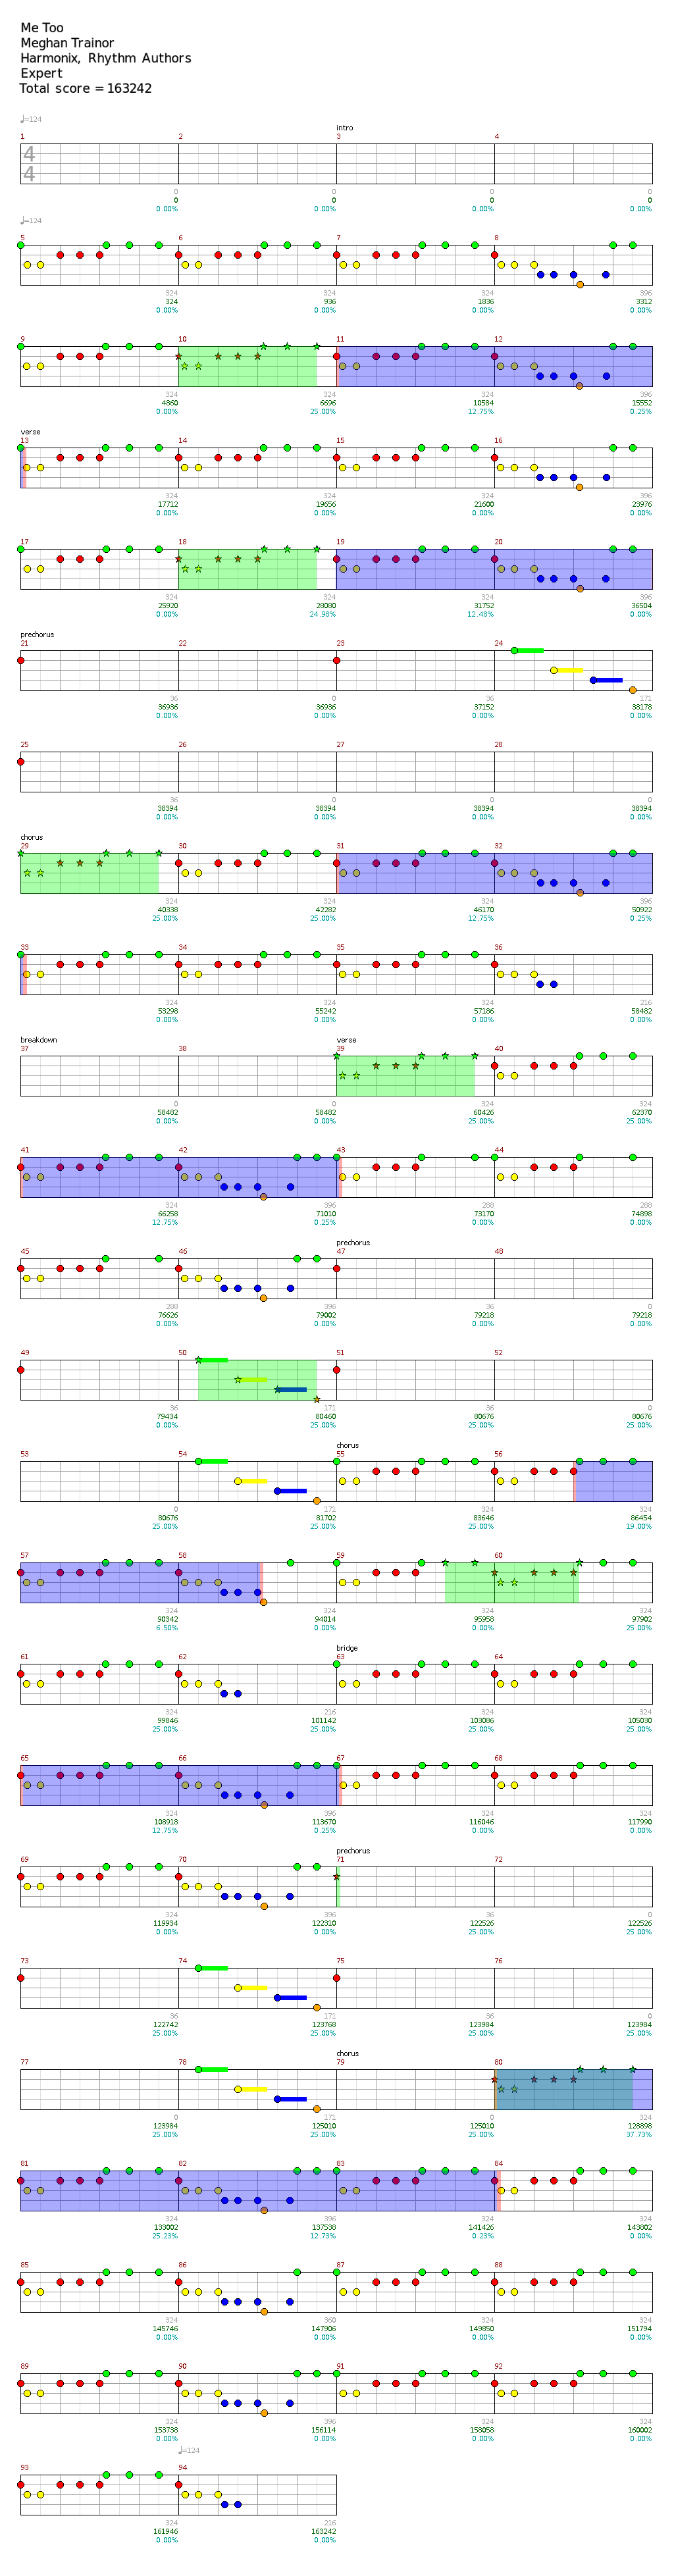 Me Too
Meghan Trainor
Harmonix, Rhythm Authors
Expert
Total score = 163242
♩=124
intro
1 2 3 4
4
4
0 0 0 0
0 0 0 0
0.00% 0.00% 0.00% 0.00%
♩=124
5 6 7 8
324 324 324 396
324 936 1836 3312
0.00% 0.00% 0.00% 0.00%
9 10 11 12
324 324 324 396
4860 6696 10584 15552
0.00% 25.00% 12.75% 0.25%
verse
13 14 15 16
324 324 324 396
17712 19656 21600 23976
0.00% 0.00% 0.00% 0.00%
17 18 19 20
324 324 324 396
25920 28080 31752 36504
0.00% 24.98% 12.48% 0.00%
prechorus
21 22 23 24
36 0 36 171
36936 36936 37152 38178
0.00% 0.00% 0.00% 0.00%
25 26 27 28
36 0 0 0
38394 38394 38394 38394
0.00% 0.00% 0.00% 0.00%
chorus
29 30 31 32
324 324 324 396
40338 42282 46170 50922
25.00% 25.00% 12.75% 0.25%
33 34 35 36
324 324 324 216
53298 55242 57186 58482
0.00% 0.00% 0.00% 0.00%
breakdown verse
37 38 39 40
0 0 324 324
58482 58482 60426 62370
0.00% 0.00% 25.00% 25.00%
41 42 43 44
324 396 288 288
66258 71010 73170 74898
12.75% 0.25% 0.00% 0.00%
prechorus
45 46 47 48
288 396 36 0
76626 79002 79218 79218
0.00% 0.00% 0.00% 0.00%
49 50 51 52
36 171 36 0
79434 80460 80676 80676
0.00% 25.00% 25.00% 25.00%
chorus
53 54 55 56
0 171 324 324
80676 81702 83646 86454
25.00% 25.00% 25.00% 19.00%
57 58 59 60
324 324 324 324
90342 94014 95958 97902
6.50% 0.00% 0.00% 25.00%
bridge
61 62 63 64
324 216 324 324
99846 101142 103086 105030
25.00% 25.00% 25.00% 25.00%
65 66 67 68
324 396 324 324
108918 113670 116046 117990
12.75% 0.25% 0.00% 0.00%
prechorus
69 70 71 72
324 396 36 0
119934 122310 122526 122526
0.00% 0.00% 25.00% 25.00%
73 74 75 76
36 171 36 0
122742 123768 123984 123984
25.00% 25.00% 25.00% 25.00%
chorus
77 78 79 80
0 171 0 324
123984 125010 125010 128898
25.00% 25.00% 25.00% 37.73%
81 82 83 84
324 396 324 324
133002 137538 141426 143802
25.23% 12.73% 0.23% 0.00%
85 86 87 88
324 360 324 324
145746 147906 149850 151794
0.00% 0.00% 0.00% 0.00%
89 90 91 92
324 396 324 324
153738 156114 158058 160002
0.00% 0.00% 0.00% 0.00%
♩=124
93 94
324 216
161946 163242
0.00% 0.00%